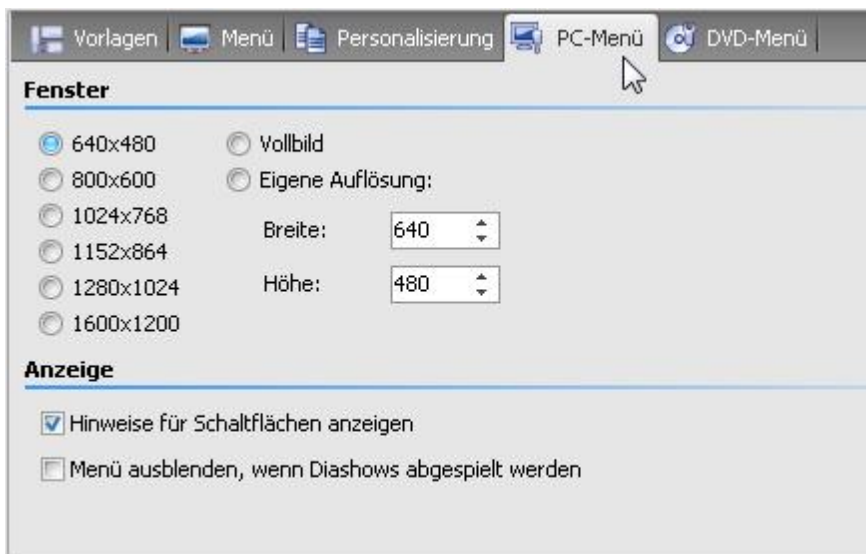 Vorlagen Menü Personalisierung PC-Menü DVD-Menü
Fenster
640x480 Vollbild
800x600 Eigene Auflösung:
1024x768
Breite: 640
1152x864
1280x1024
Höhe: 480
1600x1200
Anzeige
Hinweise für Schaltflächen anzeigen
Menü ausblenden, wenn Diashows abgespielt werden